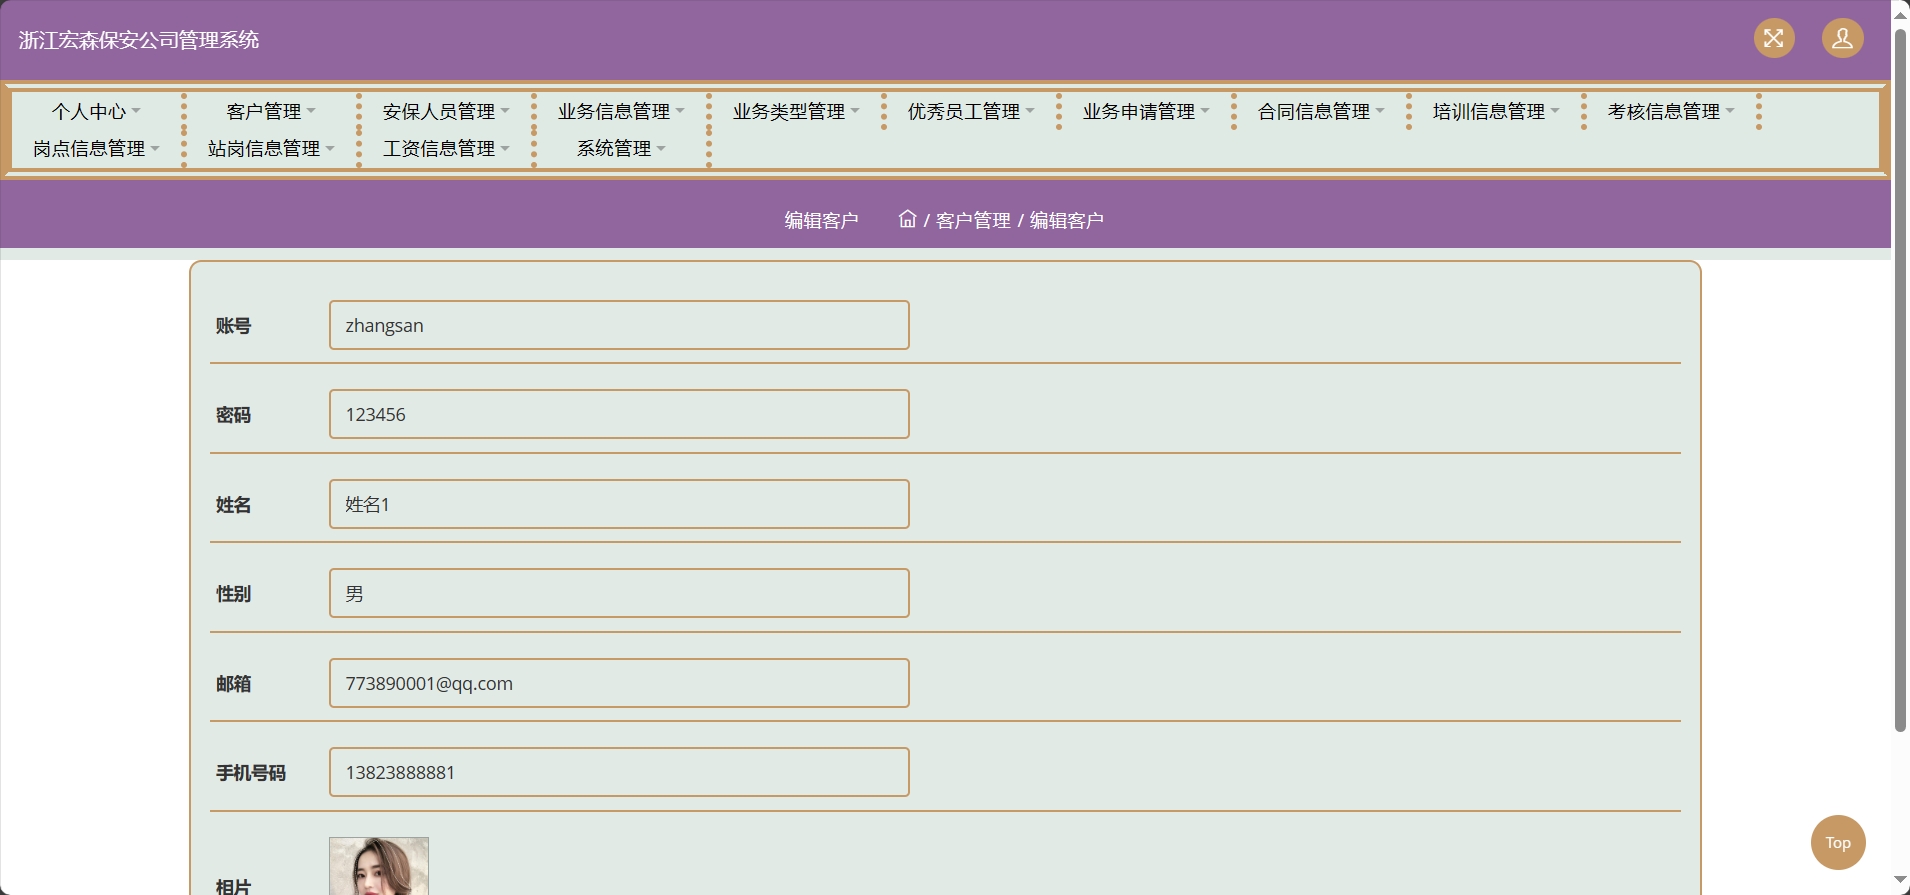 浙江宏森保安公司管理系统
个人中心 客户管理 安保人员管理 业务信息管理 业务类型管理 优秀员工管理 业务申请管理 合同信息管理 培训信息管理 考核信息管理
岗点信息管理 站岗信息管理 工资信息管理 系统管理
编辑客户 / 客户管理 / 编辑客户
账号 zhangsan
密码 123456
姓名 姓名1
性别 男
邮箱 773890001@qq.com
手机号码 13823888881
相片
Top